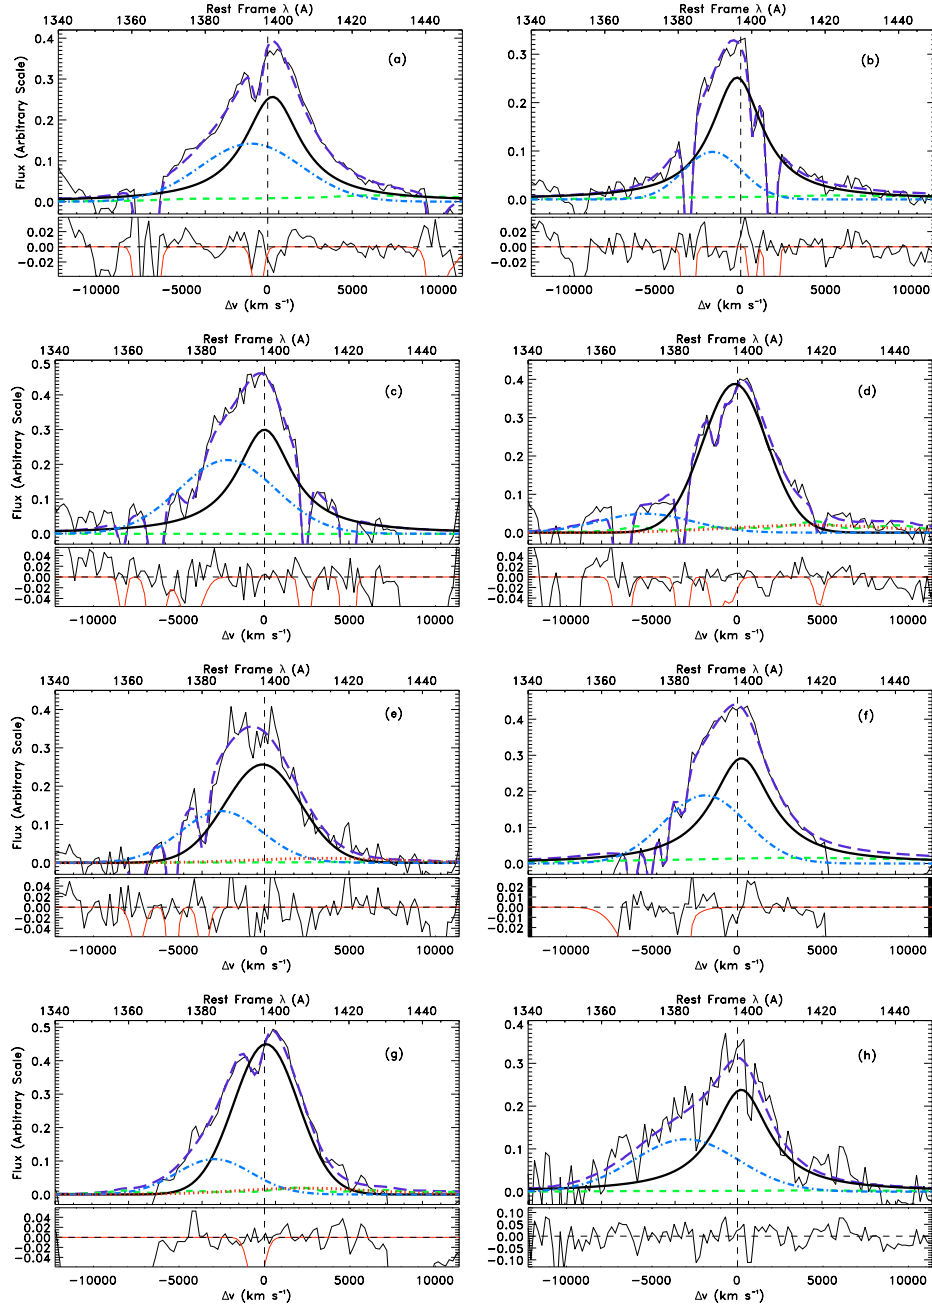 Rest Frame λ (A) Rest Frame λ (A)
1340 1360 1380 1400 1420 1440 1340 1360 1380 1400 1420 1440
Flux (Arbitrary Scale)
0.4 0.3 0.2 0.1 0.0
(a)
0.02 0.00 −0.02
0.3 0.2 0.1 0.0
(b)
0.02 0.00 −0.02
−10000 −5000 0 5000 10000 −10000 −5000 0 5000 10000
Δv (km s⁻¹) Δv (km s⁻¹)
Rest Frame λ (A) Rest Frame λ (A)
1340 1360 1380 1400 1420 1440 1340 1360 1380 1400 1420 1440
Flux (Arbitrary Scale)
0.5 0.4 0.3 0.2 0.1 0.0
(c)
0.04 0.02 0.00 −0.02 −0.04
0.4 0.3 0.2 0.1 0.0
(d)
0.04 0.02 0.00 −0.02 −0.04
−10000 −5000 0 5000 10000 −10000 −5000 0 5000 10000
Δv (km s⁻¹) Δv (km s⁻¹)
Rest Frame λ (A) Rest Frame λ (A)
1340 1360 1380 1400 1420 1440 1340 1360 1380 1400 1420 1440
Flux (Arbitrary Scale)
0.4 0.3 0.2 0.1 0.0
(e)
0.04 0.02 0.00 −0.02 −0.04
0.4 0.3 0.2 0.1 0.0
(f)
0.02 0.01 −0.00 −0.01 −0.02
−10000 −5000 0 5000 10000 −10000 −5000 0 5000 10000
Δv (km s⁻¹) Δv (km s⁻¹)
Rest Frame λ (A) Rest Frame λ (A)
1340 1360 1380 1400 1420 1440 1340 1360 1380 1400 1420 1440
Flux (Arbitrary Scale)
0.5 0.4 0.3 0.2 0.1 0.0
(g)
0.04 0.02 0.00 −0.02 −0.04
0.3 0.2 0.1 0.0
(h)
0.10 0.05 0.00 −0.05 −0.10
−10000 −5000 0 5000 10000 −10000 −5000 0 5000 10000
Δv (km s⁻¹) Δv (km s⁻¹)